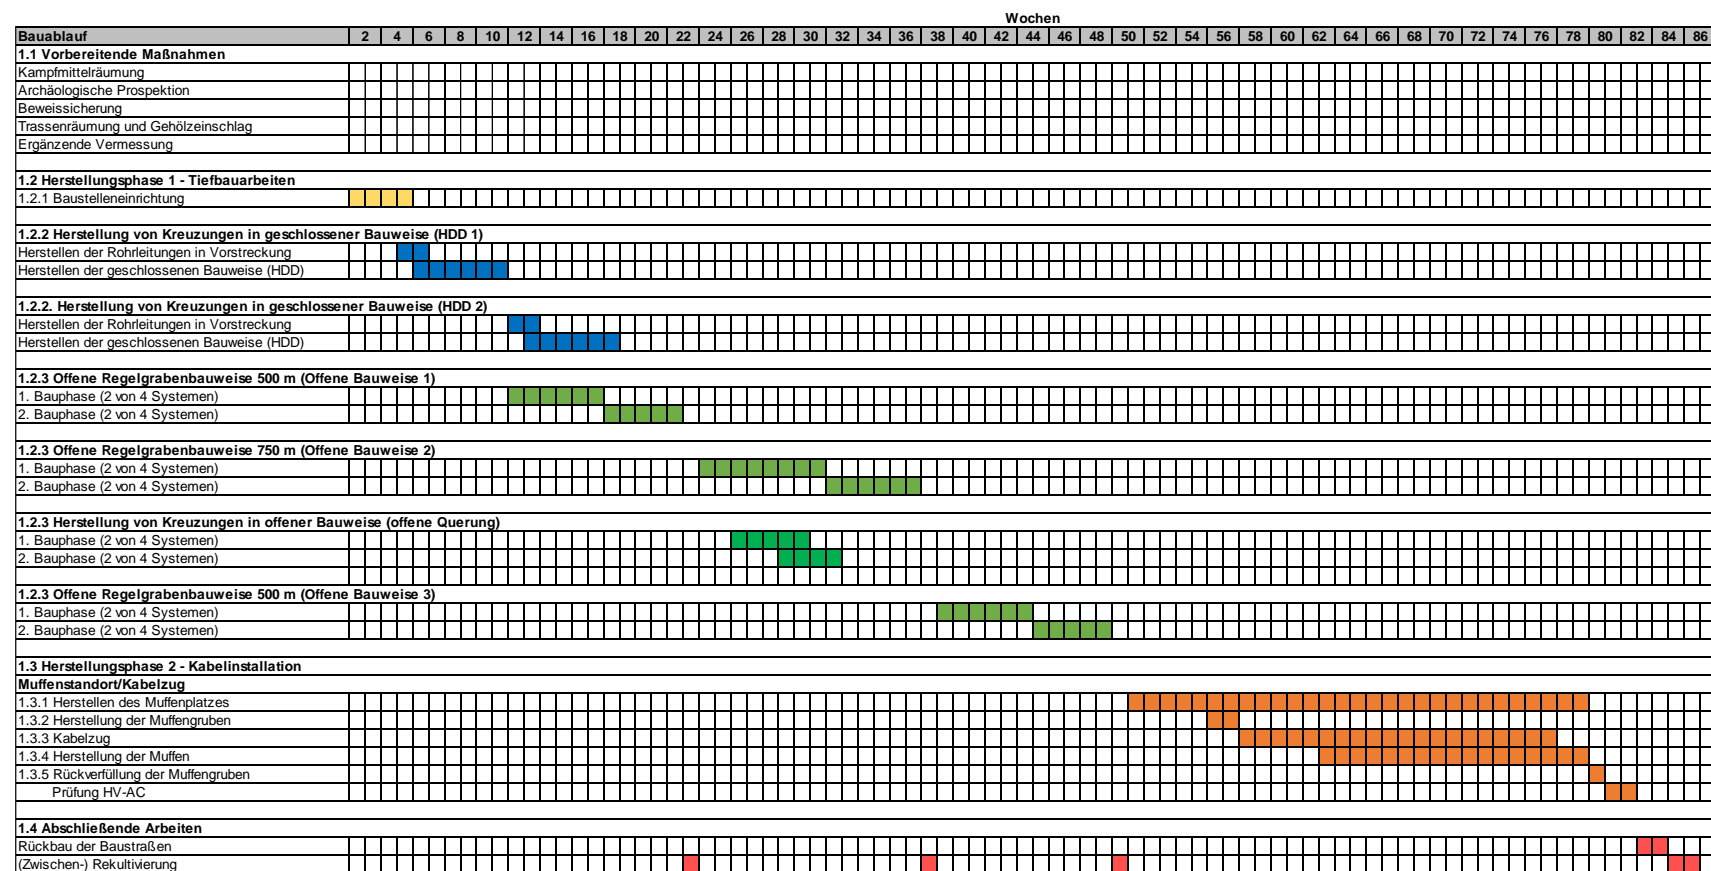 Wochen
Bauablauf 2 4 6 8 10 12 14 16 18 20 22 24 26 28 30 32 34 36 38 40 42 44 46 48 50 52 54 56 58 60 62 64 66 68 70 72 74 76 78 80 82 84 86
1.1 Vorbereitende Maßnahmen
Kampfmittelräumung
Archäologische Prospektion
Beweissicherung
Trassenräumung und Gehölzeinschlag
Ergänzende Vermessung
1.2 Herstellungsphase 1 - Tiefbauarbeiten
1.2.1 Baustelleneinrichtung
1.2.2 Herstellung von Kreuzungen in geschlossener Bauweise (HDD 1)
Herstellen der Rohrleitungen in Vorstreckung
Herstellen der geschlossenen Bauweise (HDD)
1.2.2. Herstellung von Kreuzungen in geschlossener Bauweise (HDD 2)
Herstellen der Rohrleitungen in Vorstreckung
Herstellen der geschlossenen Bauweise (HDD)
1.2.3 Offene Regelgrabenbauweise 500 m (Offene Bauweise 1)
1. Bauphase (2 von 4 Systemen)
2. Bauphase (2 von 4 Systemen)
1.2.3 Offene Regelgrabenbauweise 750 m (Offene Bauweise 2)
1. Bauphase (2 von 4 Systemen)
2. Bauphase (2 von 4 Systemen)
1.2.3 Herstellung von Kreuzungen in offener Bauweise (offene Querung)
1. Bauphase (2 von 4 Systemen)
2. Bauphase (2 von 4 Systemen)
1.2.3 Offene Regelgrabenbauweise 500 m (Offene Bauweise 3)
1. Bauphase (2 von 4 Systemen)
2. Bauphase (2 von 4 Systemen)
1.3 Herstellungsphase 2 - Kabelinstallation
Muffenstandort/Kabelzug
1.3.1 Herstellen des Muffenplatzes
1.3.2 Herstellung der Muffengruben
1.3.3 Kabelzug
1.3.4 Herstellung der Muffen
1.3.5 Rückverfüllung der Muffengruben
Prüfung HV-AC
1.4 Abschließende Arbeiten
Rückbau der Baustraßen
(Zwischen-) Rekultivierung